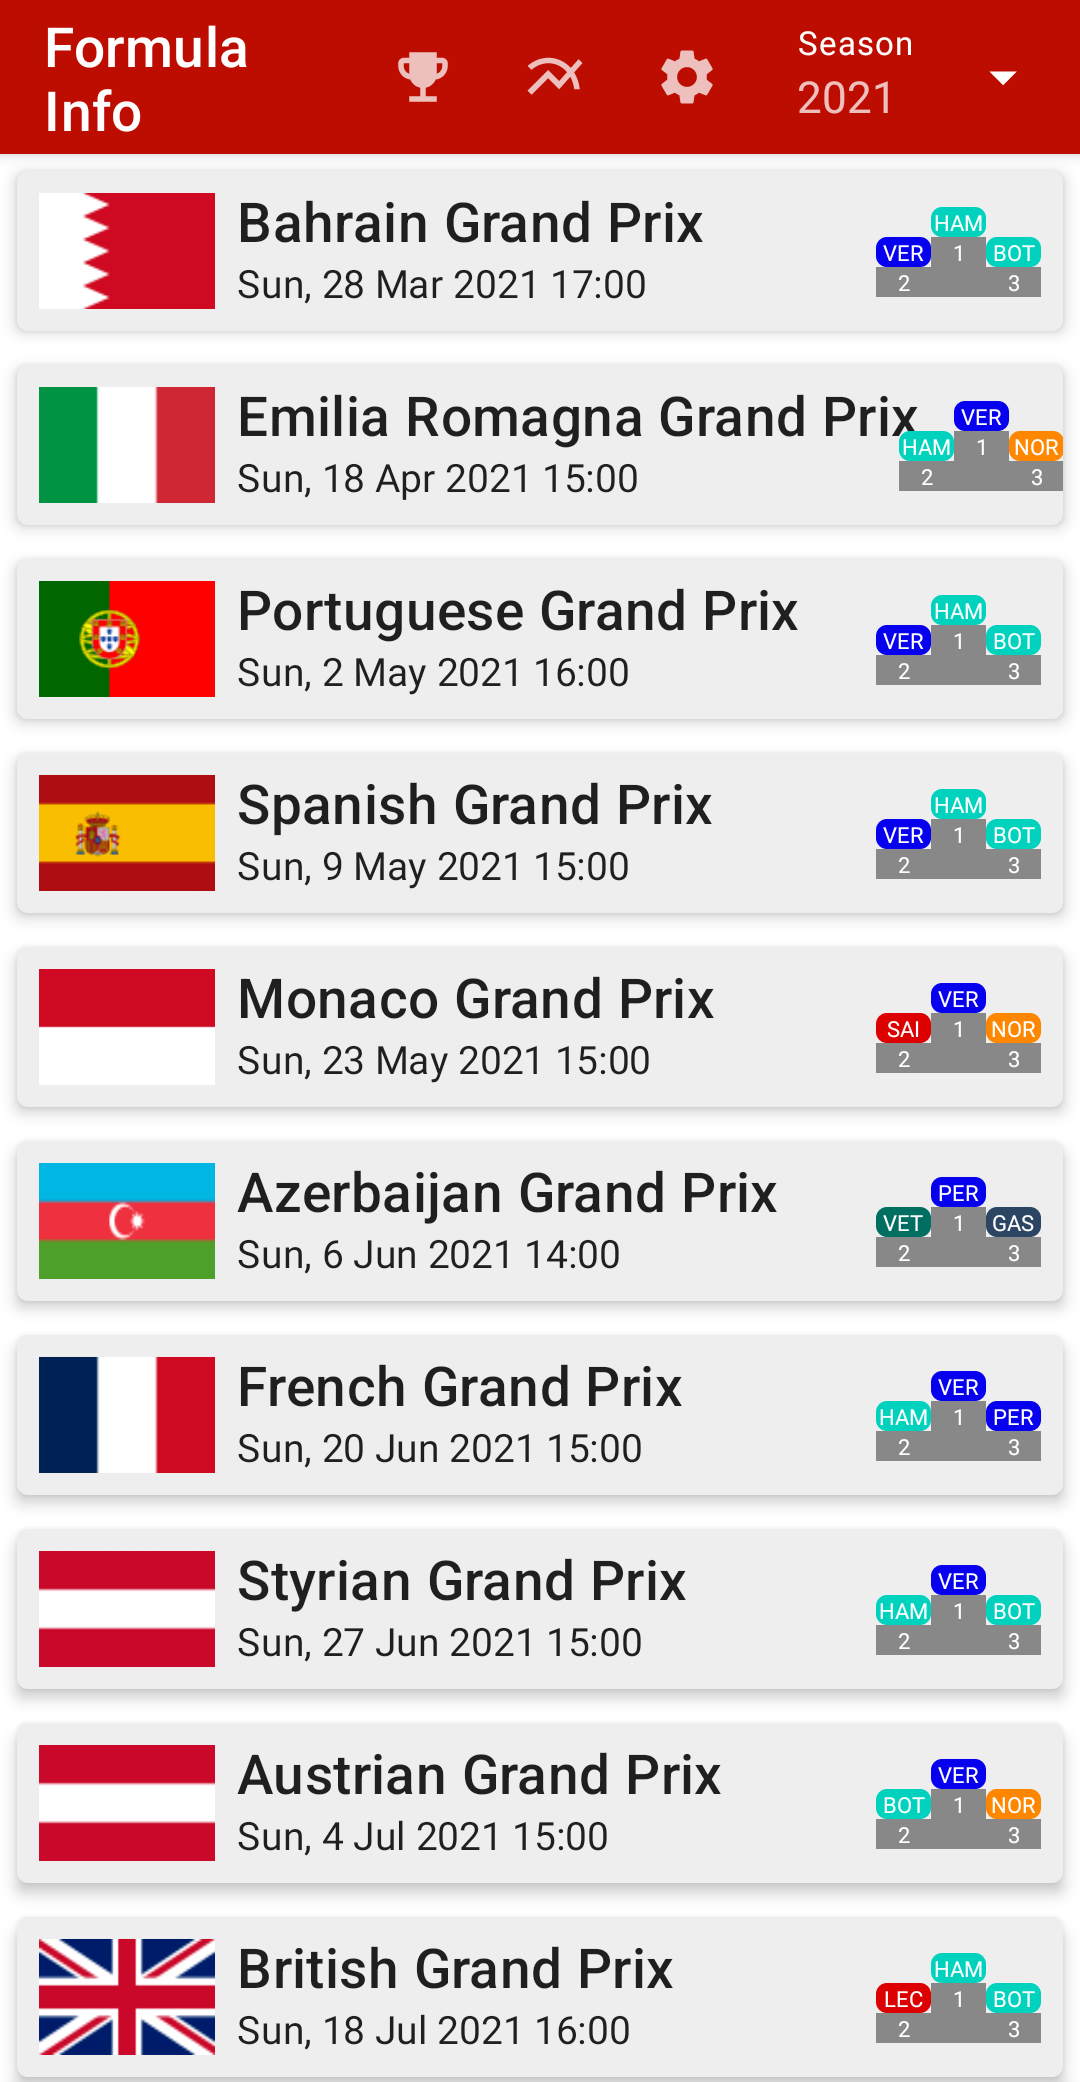 Formula
Info
Season
2021
Bahrain Grand Prix
Sun, 28 Mar 2021 17:00
HAM
VER 1 BOT
2 3
Emilia Romagna Grand Prix
Sun, 18 Apr 2021 15:00
VER
HAM 1 NOR
2 3
Portuguese Grand Prix
Sun, 2 May 2021 16:00
HAM
VER 1 BOT
2 3
Spanish Grand Prix
Sun, 9 May 2021 15:00
HAM
VER 1 BOT
2 3
Monaco Grand Prix
Sun, 23 May 2021 15:00
VER
SAI 1 NOR
2 3
Azerbaijan Grand Prix
Sun, 6 Jun 2021 14:00
PER
VET 1 GAS
2 3
French Grand Prix
Sun, 20 Jun 2021 15:00
VER
HAM 1 PER
2 3
Styrian Grand Prix
Sun, 27 Jun 2021 15:00
VER
HAM 1 BOT
2 3
Austrian Grand Prix
Sun, 4 Jul 2021 15:00
VER
BOT 1 NOR
2 3
British Grand Prix
Sun, 18 Jul 2021 16:00
HAM
LEC 1 BOT
2 3